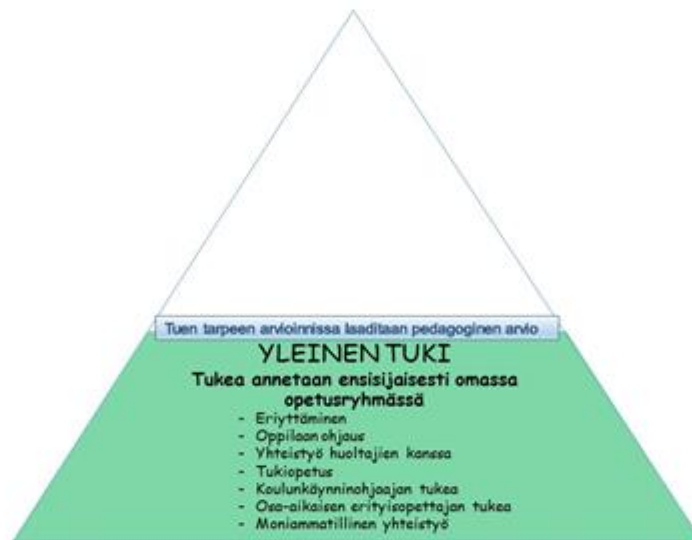 Tuen tarpeen arvioinnissa laaditaan pedagoginen arvio
YLEINEN TUKI
Tukea annetaan ensisijaisesti omassa
opetusryhmässä
- Eriyttäminen
- Oppilaan ohjaus
- Yhteistyö huoltajien kanssa
- Tukiopetus
- Koulunkäynninohjaajan tukea
- Osa-aikaisen erityisopettajan tukea
- Moniammatillinen yhteistyö